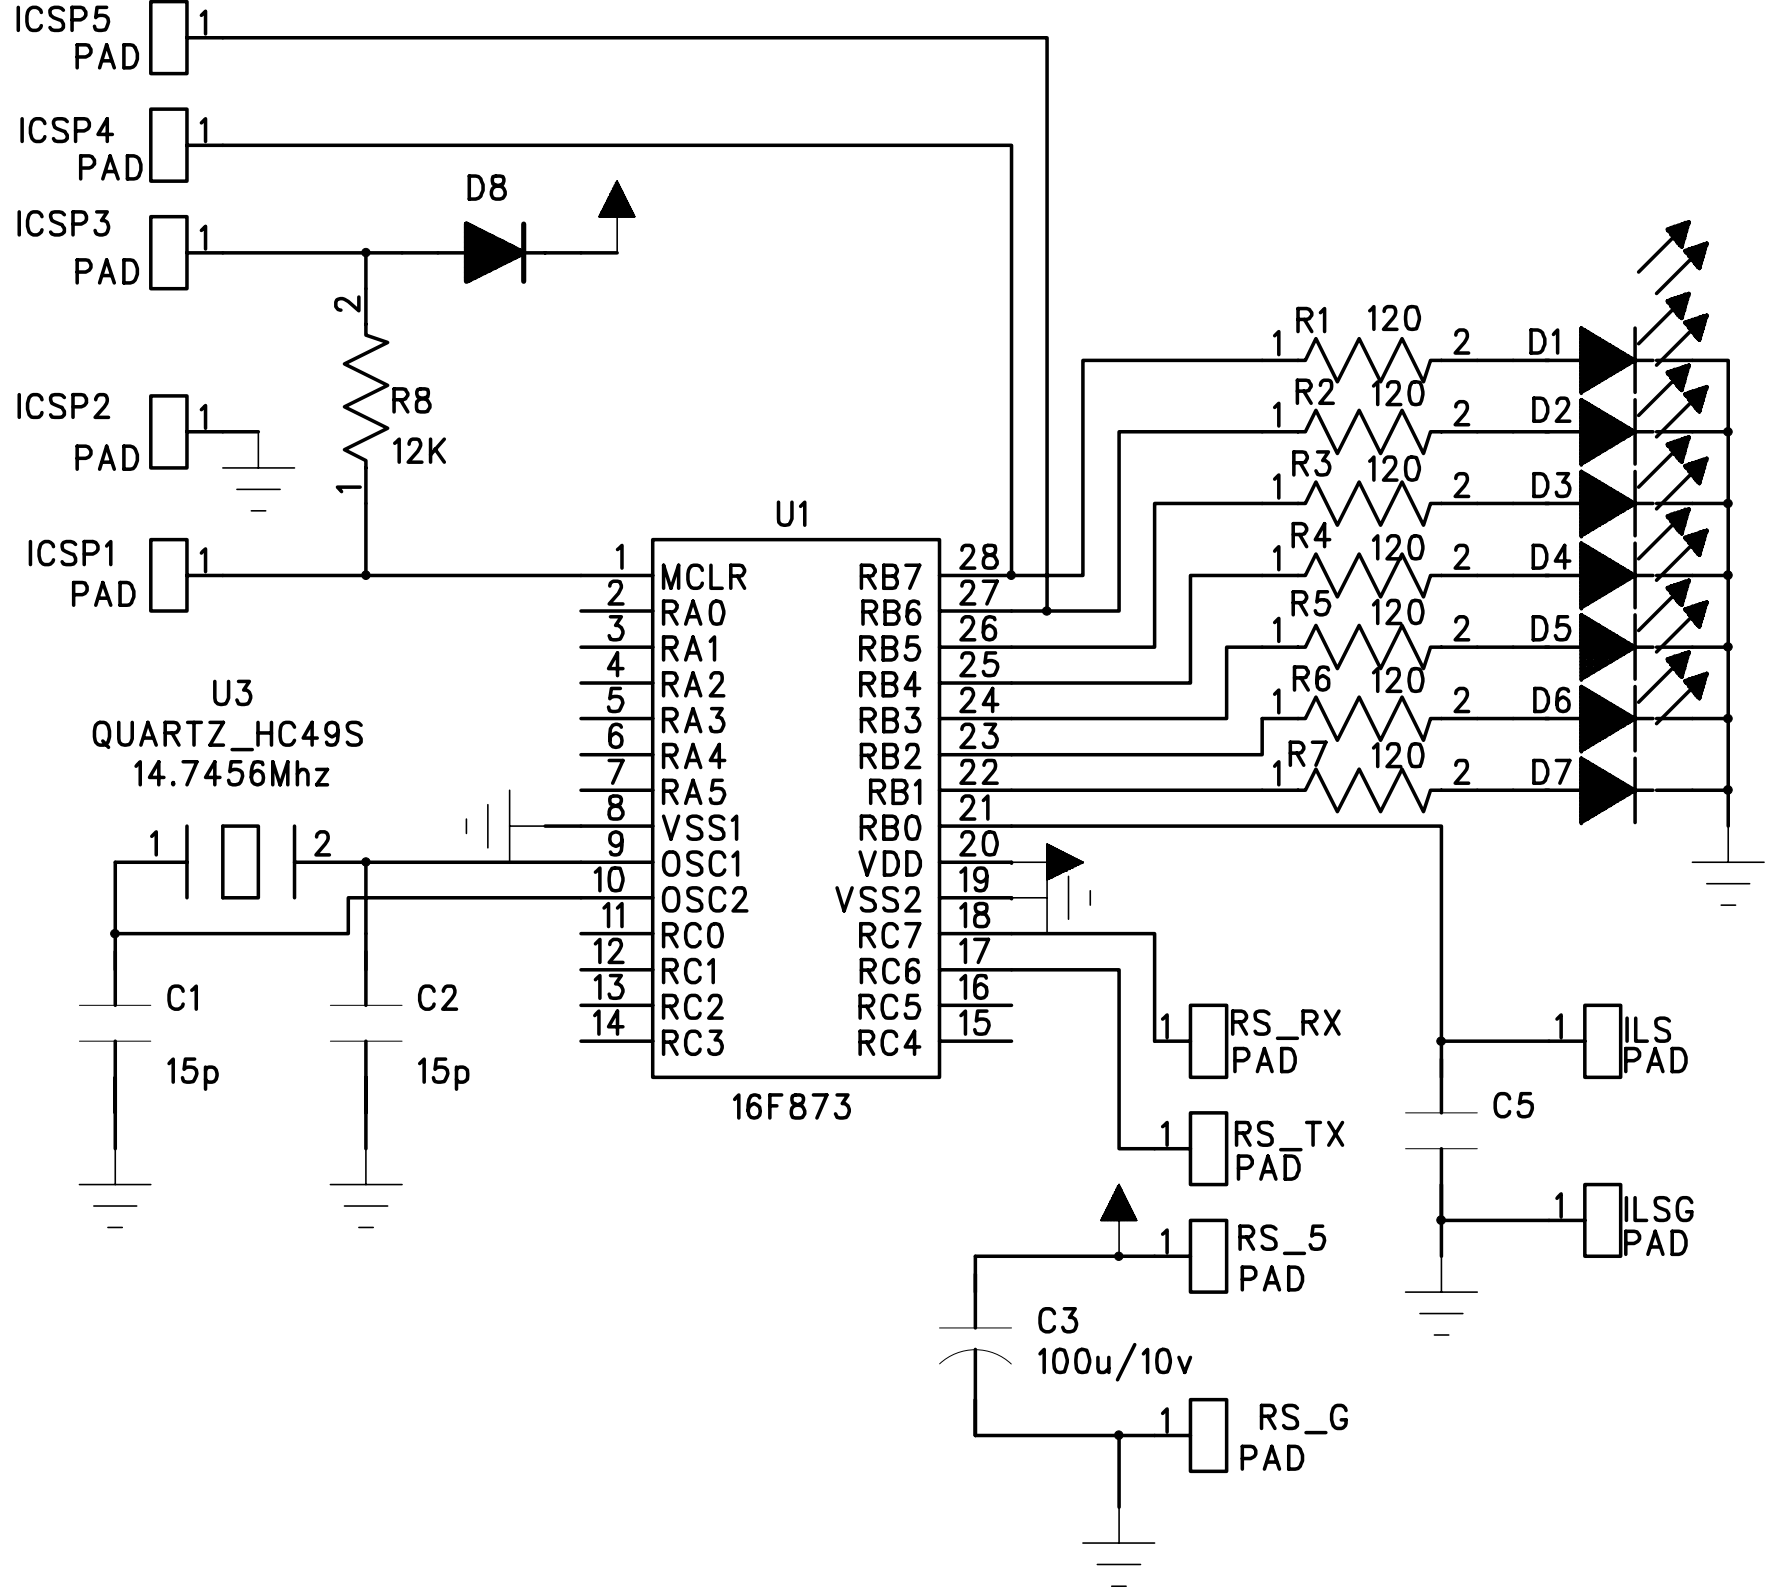 ICSP5
PAD
1
ICSP4
PAD
1
ICSP3
PAD
1
D8
2
R8
12K
1
ICSP2
PAD
1
ICSP1
PAD
1
U1
1 MCLR RB7 28
2 RA0 RB6 27
3 RA1 RB5 26
4 RA2 RB4 25
5 RA3 RB3 24
6 RA4 RB2 23
7 RA5 RB1 22
8 VSS1 RB0 21
9 OSC1 VDD 20
10 OSC2 VSS2 19
11 RC0 RC7 18
12 RC1 RC6 17
13 RC2 RC5 16
14 RC3 RC4 15
16F873
1 R1 120 2 D1
1 R2 120 2 D2
1 R3 120 2 D3
1 R4 120 2 D4
1 R5 120 2 D5
1 R6 120 2 D6
1 R7 120 2 D7
U3
QUARTZ_HC49S
14.7456Mhz
1 2
C1
15p
C2
15p
1 RS_RX
PAD
1 RS_TX
PAD
1 RS_5
PAD
C3
100u/10v
1 RS_G
PAD
1 ILS
PAD
C5
1 ILSG
PAD